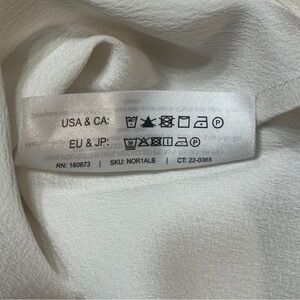 USA & CA:
EU & JP:
RN: 160673 | SKU: NOR1ALB | CT: 22-0365